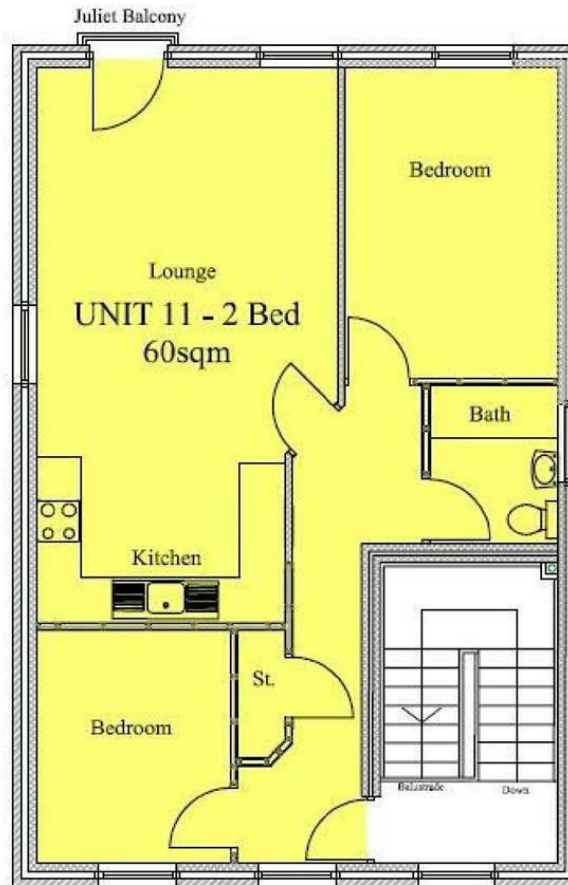 Juliet Balcony
Bedroom
Lounge
UNIT 11 - 2 Bed
60sqm
Bath
Kitchen
St.
Bedroom
Balustrade
Down